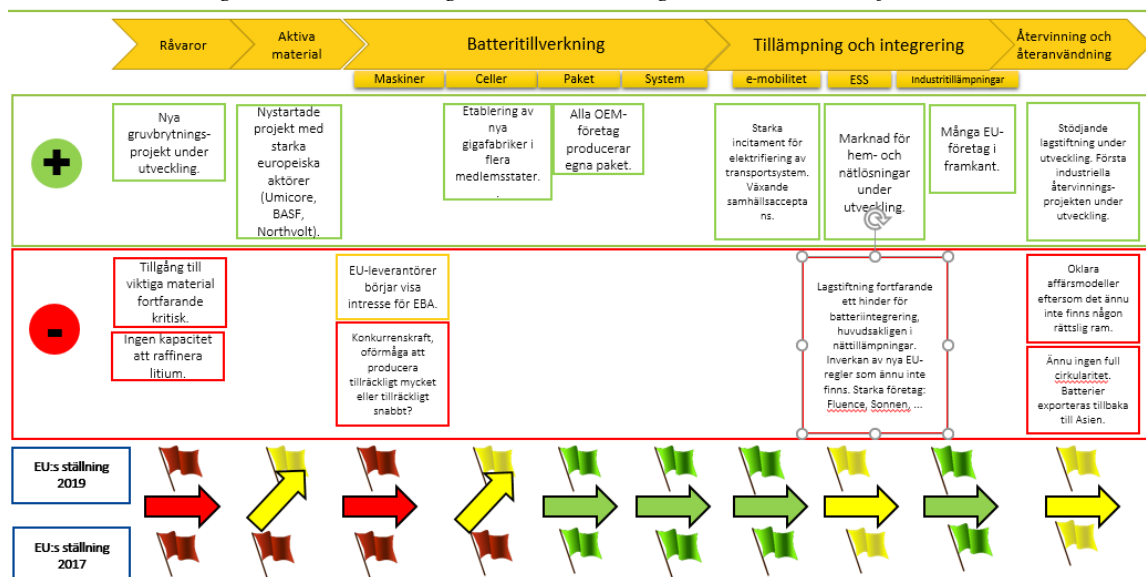 Råvaror
Aktiva
material
Batteritillverkning
Tillämpning och integrering
Återvinning och
återanvändning
Maskiner
Celler
Paket
System
e-mobilitet
ESS
Industritillämpningar
+
Nya
gruvbrytnings-
projekt under
utveckling.
Nystartade
projekt med
starka
europeiska
aktörer
(Umicore,
BASF,
Northvolt).
Etablering av
nya
gigafabriker i
flera
medlemsstater.
.
Alla OEM-
företag
producerar
egna paket.
Starka
incitament för
elektrifiering av
transportsystem.
Växande
samhällsaccepta
ns.
Marknad för
hem- och
nätlösningar
under
utveckling.
Många EU-
företag i
framkant.
Stödjande
lagstiftning under
utveckling. Första
industriella
återvinnings-
projekten under
utveckling.
-
Tillgång till
viktiga material
fortfarande
kritisk.
Ingen kapacitet
att raffinera
litium.
EU-leverantörer
börjar visa
intresse för EBA.
Konkurrenskraft,
oförmåga att
producera
tillräckligt mycket
eller tillräckligt
snabbt?
Lagstiftning fortfarande
ett hinder för
batteriintegrering,
huvudsakligen i
nättillämpningar.
Inverkan av nya EU-
regler som ännu inte
finns. Starka företag:
Fluence, Sonnen, ...
Oklara
affärsmodeller
eftersom det ännu
inte finns någon
rättslig ram.
Ännu ingen full
cirkularitet.
Batterier
exporteras tillbaka
till Asien.
EU:s ställning
2019
EU:s ställning
2017